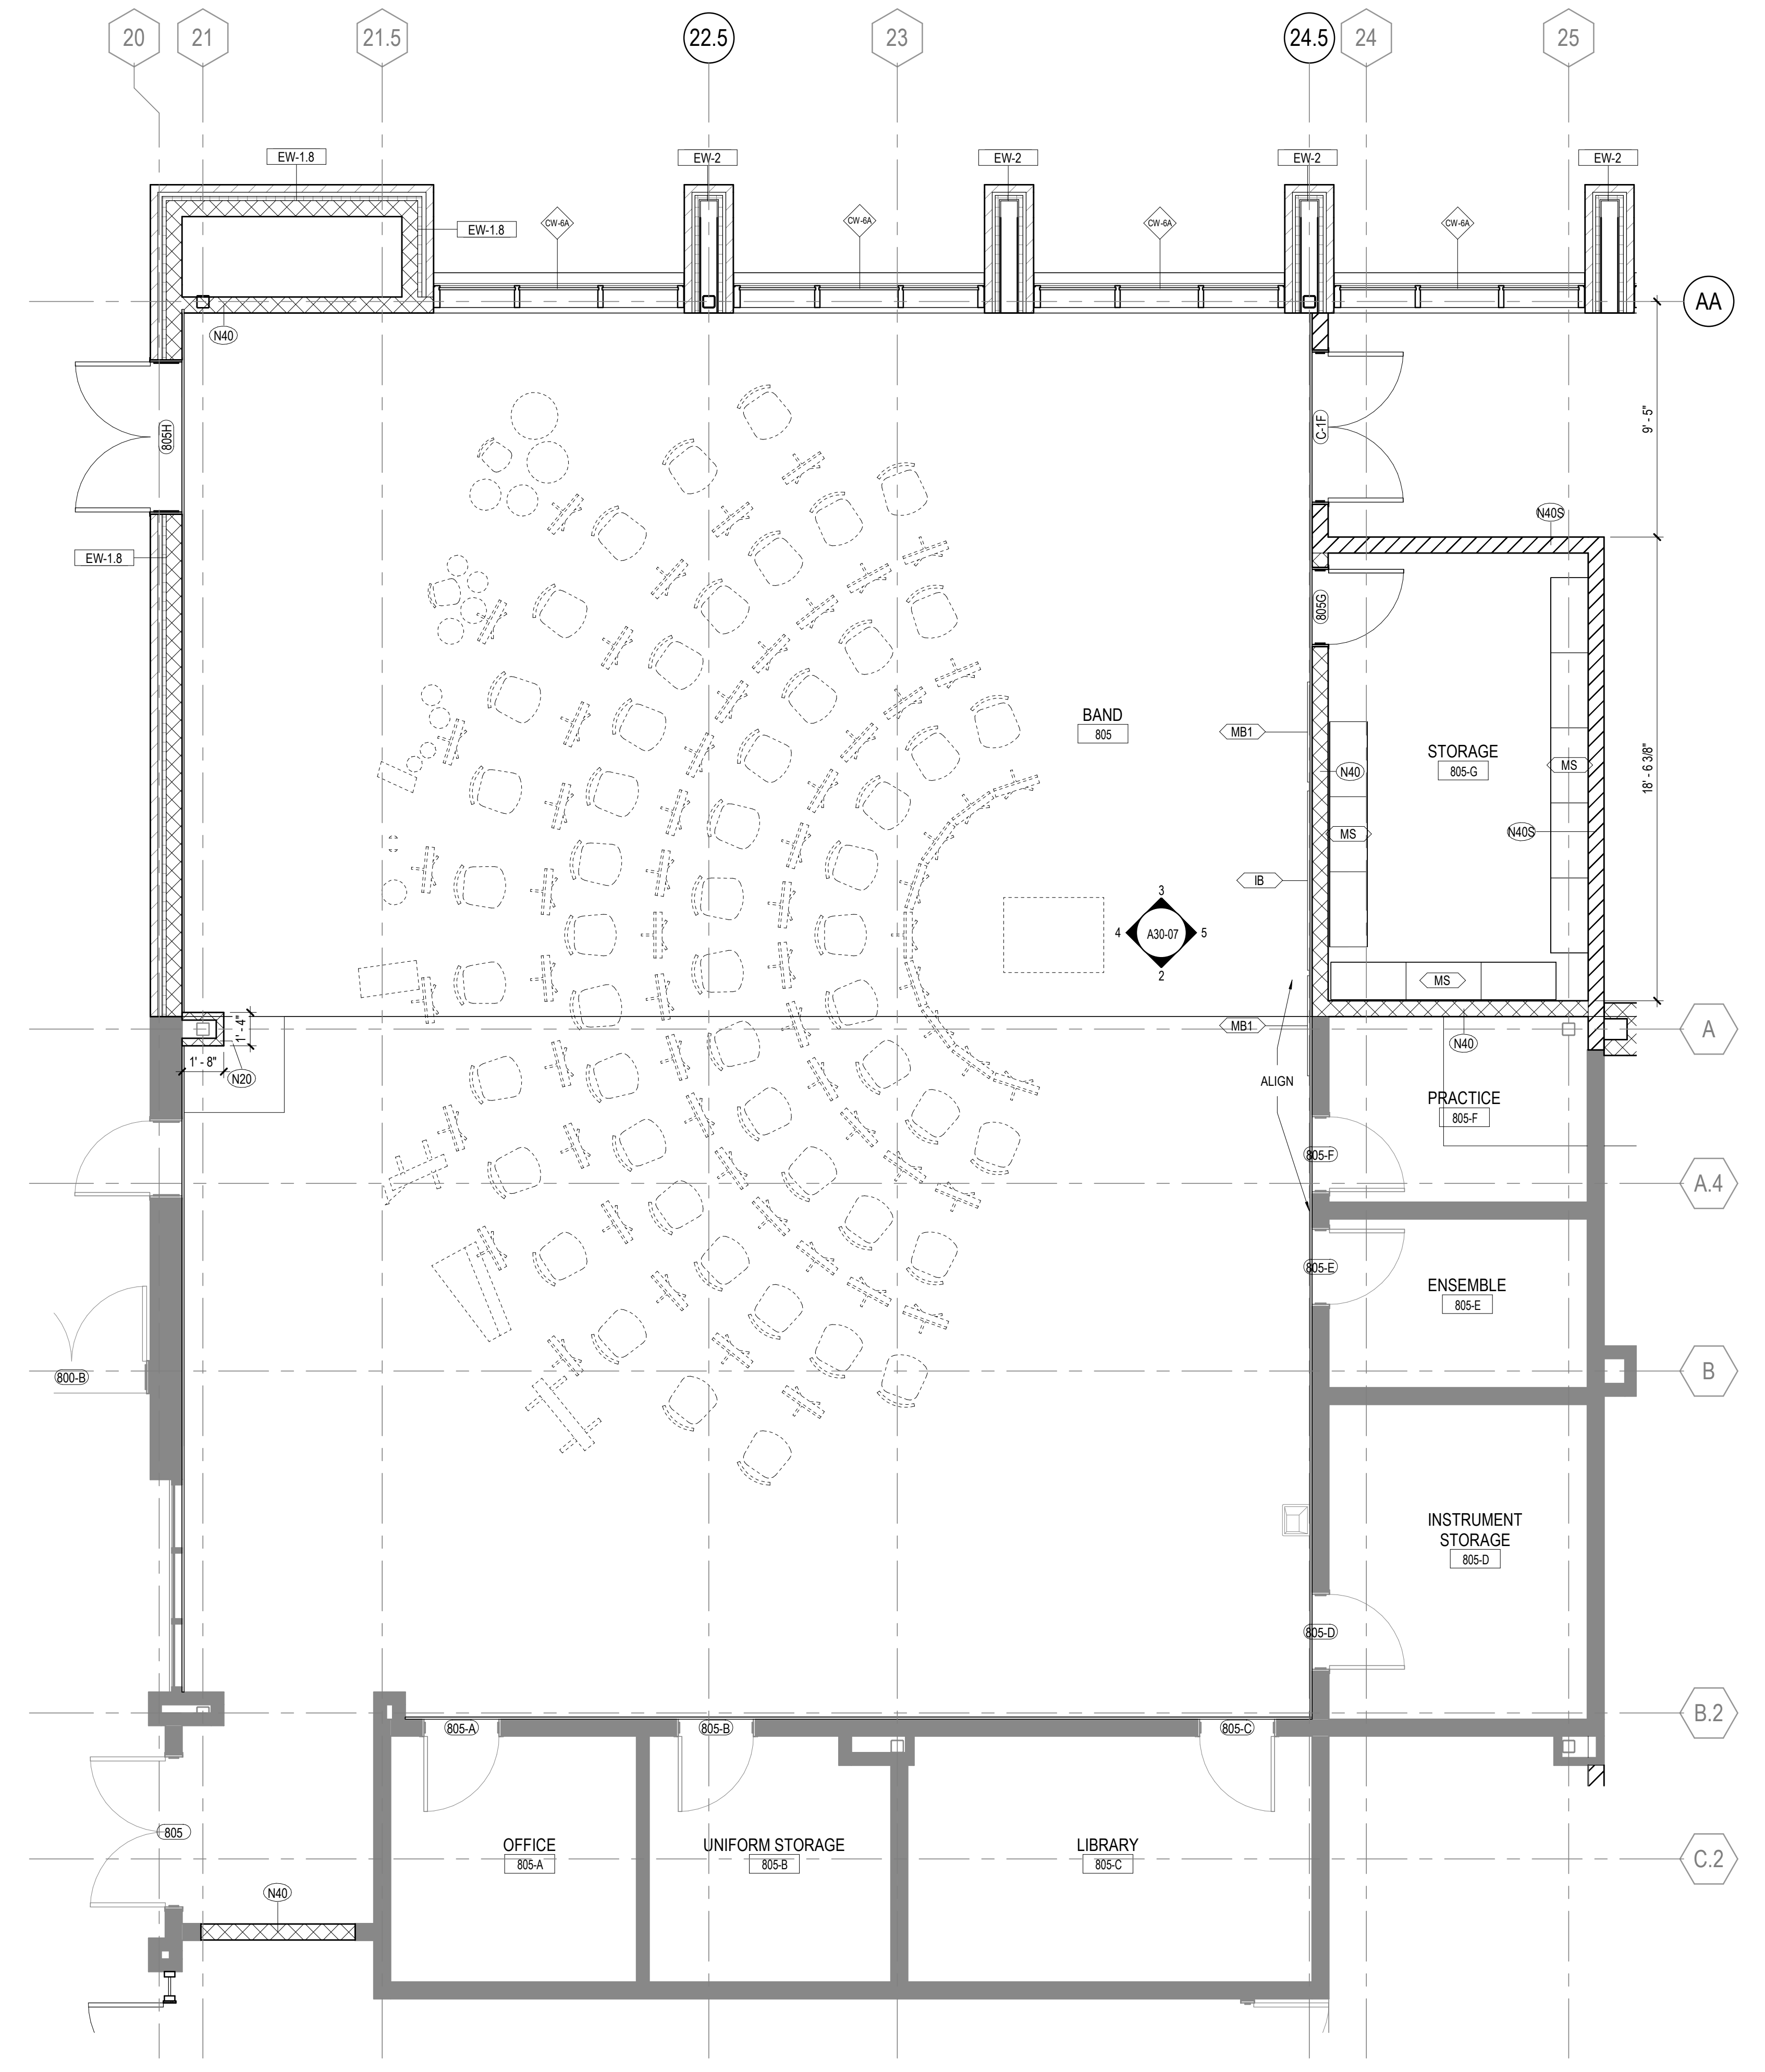 20
21
21.5
22.5
23
24.5
24
25
EW-1.8
EW-2
EW-2
EW-2
EW-2
EW-1.8
CW-6A
CW-6A
CW-6A
CW-6A
AA
N40
805H
C-1F
9' - 5"
N40S
EW-1.8
805G
BAND
805
MB1
STORAGE
805-G
MS
N40
18' - 6 3/8"
MS
N40S
IB
3
4
A30-07
5
2
MS
MB1
A
1' - 4"
N40
1' - 8"
N20
ALIGN
PRACTICE
805-F
805-F
A.4
805-E
ENSEMBLE
805-E
800-B
B
INSTRUMENT
STORAGE
805-D
805-D
B.2
805-A
805-B
805-C
805
OFFICE
805-A
UNIFORM STORAGE
805-B
LIBRARY
805-C
C.2
N40